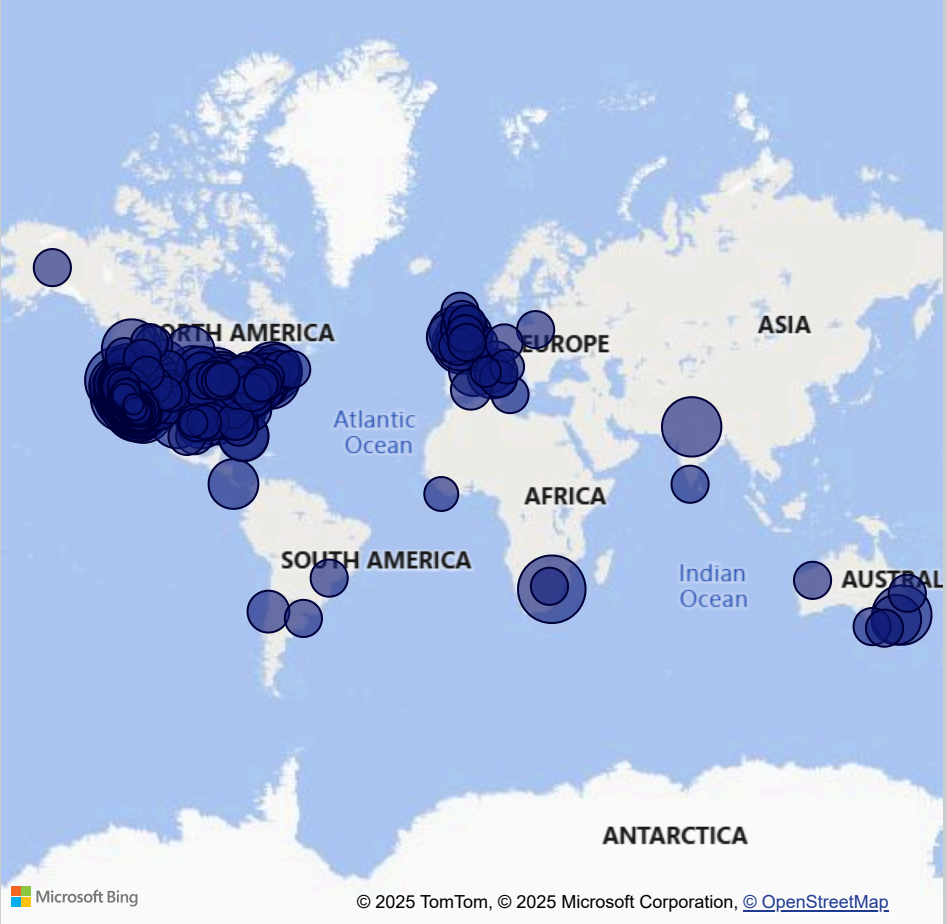 ORTH AMERICA
ASIA
EUROPE
Atlantic
Ocean
AFRICA
SOUTH AMERICA
Indian
Ocean
AUSTRAL
ANTARCTICA
Microsoft Bing
© 2025 TomTom, © 2025 Microsoft Corporation, © OpenStreetMap